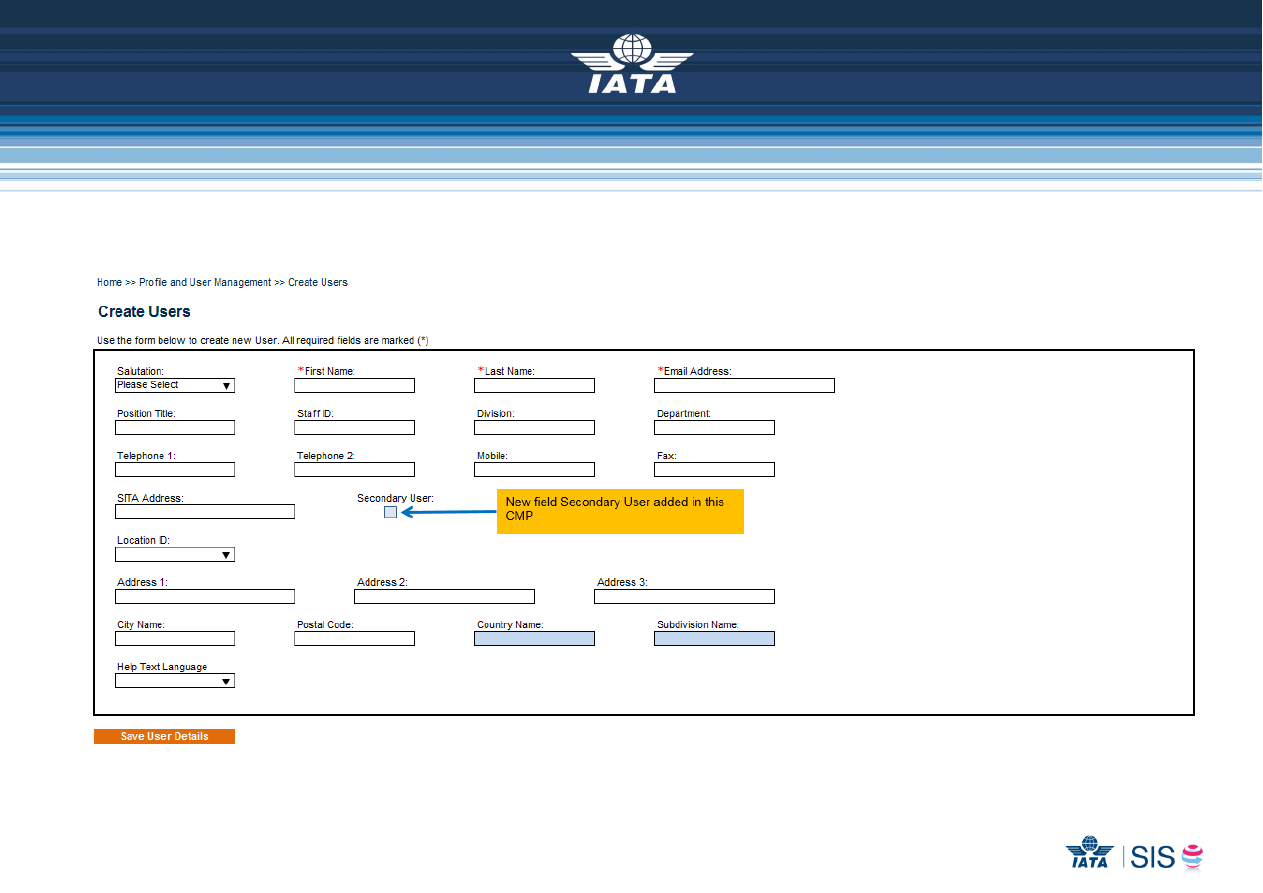 IATA
Home >> Profile and User Management >> Create Users
Create Users
Use the form below to create new User. All required fields are marked (*)
Salutation: *First Name: *Last Name: *Email Address:
Please Select
Position Title: Staff ID: Division: Department:
Telephone 1: Telephone 2: Mobile: Fax:
SITA Address: Secondary User:
New field Secondary User added in this
CMP
Location ID:
Address 1: Address 2: Address 3:
City Name: Postal Code: Country Name: Subdivision Name:
Help Text Language
Save User Details
IATA | SIS